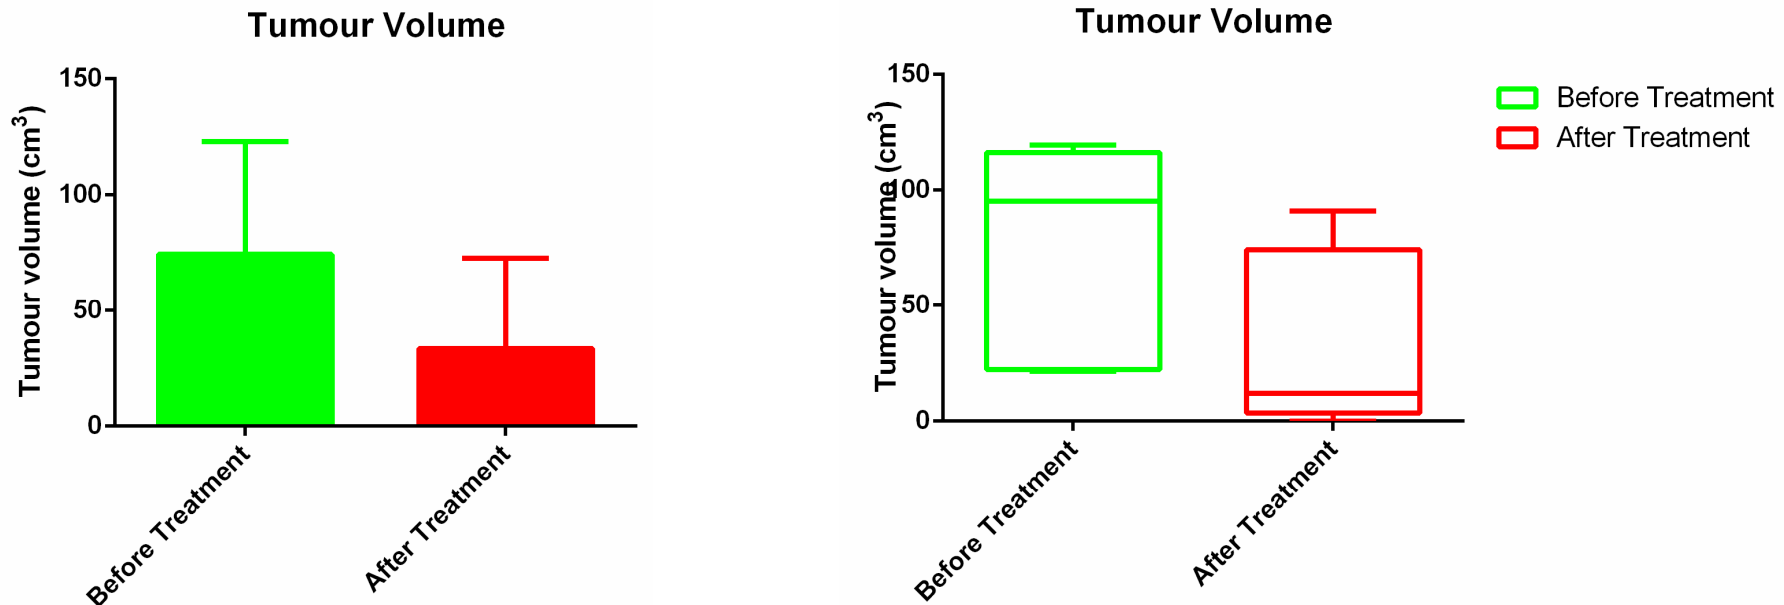 Tumour Volume
Tumour volume (cm³)
150
100
50
0
Before Treatment
After Treatment
Tumour Volume
Tumour volume (cm³)
150
100
50
0
Before Treatment
After Treatment
Before Treatment
After Treatment